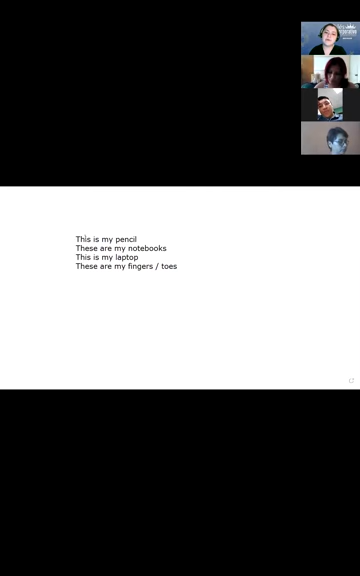 This is my pencil
These are my notebooks
This is my laptop
These are my fingers / toes